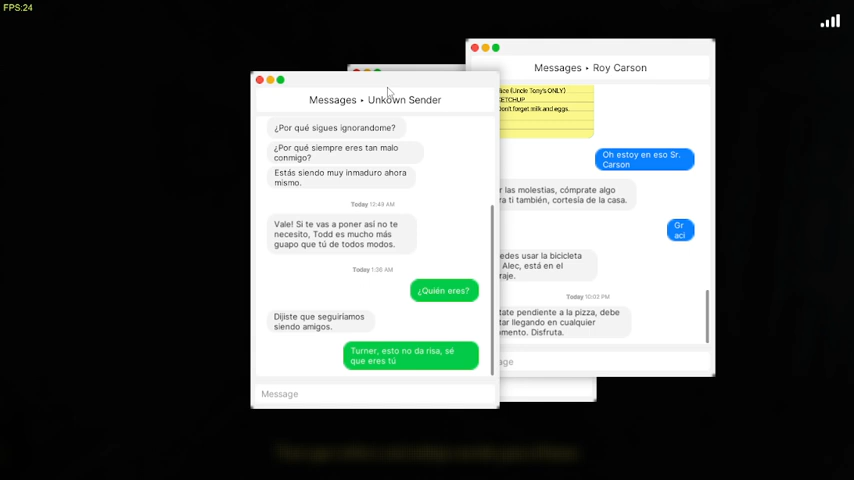 FPS:24
Messages ▸ Roy Carson
ice (Uncle Tony's ONLY)
KETCHUP
Don't forget milk and eggs.
Oh estoy en eso Sr.
Carson
r las molestias, cómprate algo
ra ti también, cortesía de la casa.
Gr
aci
edes usar la bicicleta
Alec, está en el
raje.
Today 10:02 PM
tate pendiente a la pizza, debe
tar llegando en cualquier
omento. Disfruta.
age
Messages ▸ Unkown Sender
¿Por qué sigues ignorandome?
¿Por qué siempre eres tan malo
conmigo?
Estás siendo muy inmaduro ahora
mismo.
Today 12:49 AM
Vale! Si te vas a poner así no te
necesito, Todd es mucho más
guapo que tú de todos modos.
Today 1:38 AM
¿Quién eres?
Dijiste que seguiríamos
siendo amigos.
Turner, esto no da risa, sé
que eres tú
Message